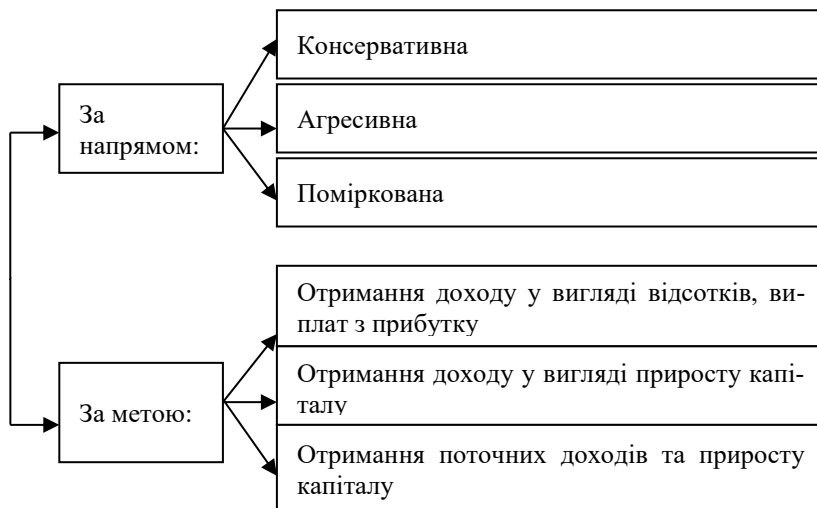 За
напрямом:
Консервативна
Агресивна
Поміркована
За метою:
Отримання доходу у вигляді відсотків, ви-
плат з прибутку
Отримання доходу у вигляді приросту капі-
талу
Отримання поточних доходів та приросту
капіталу